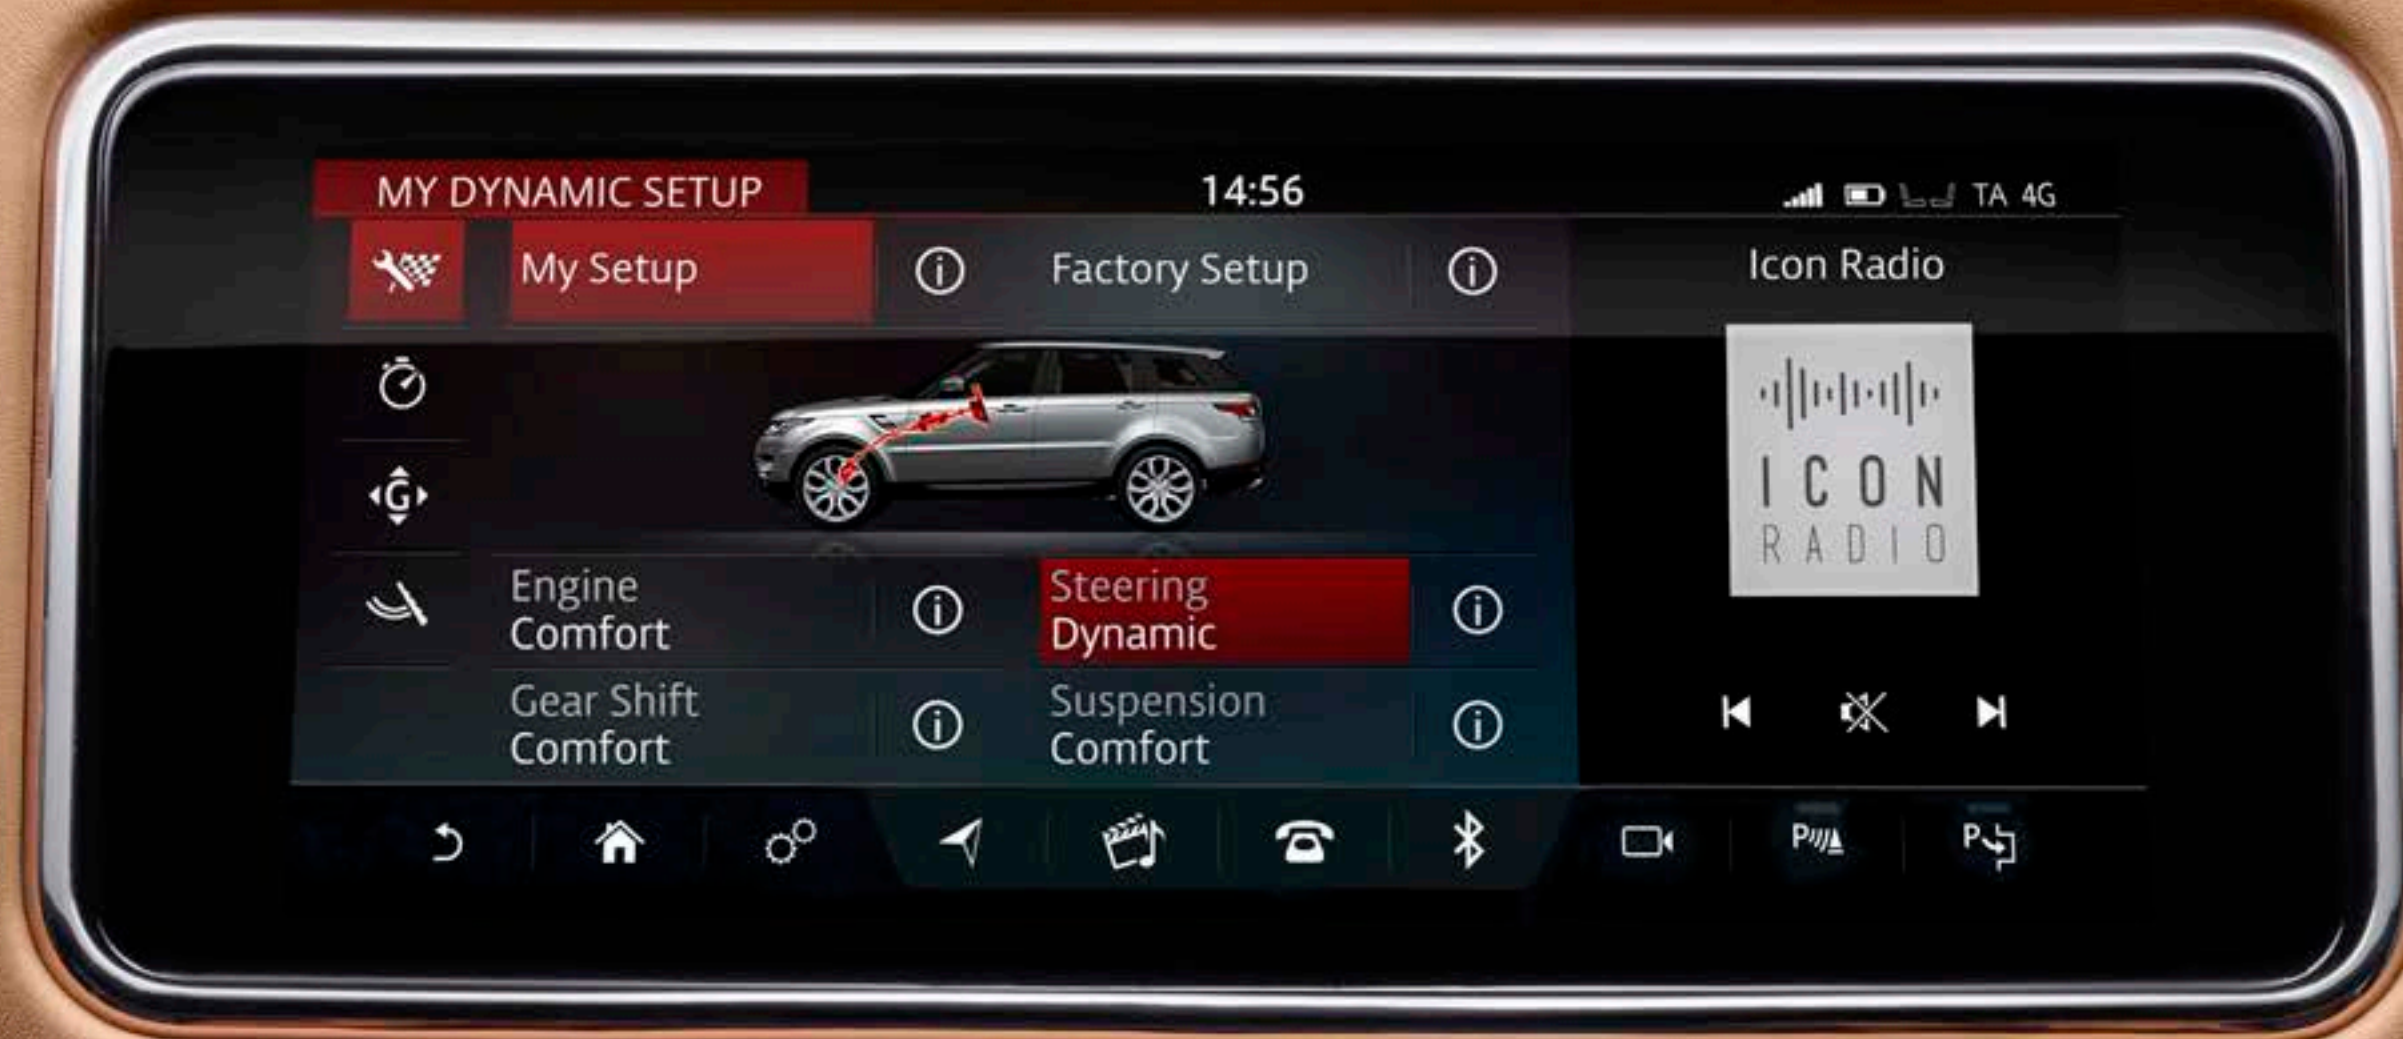 MY DYNAMIC SETUP
14:56
TA 4G
My Setup
Factory Setup
Icon Radio
G
ICON
RADIO
Engine
Comfort
Steering
Dynamic
Gear Shift
Comfort
Suspension
Comfort
P
P